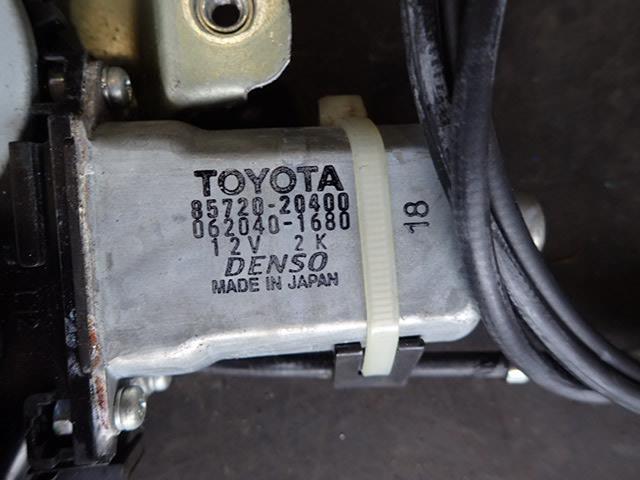 TOYOTA
85720-20400
062040-1680
12V 2K
DENSO
MADE IN JAPAN
18